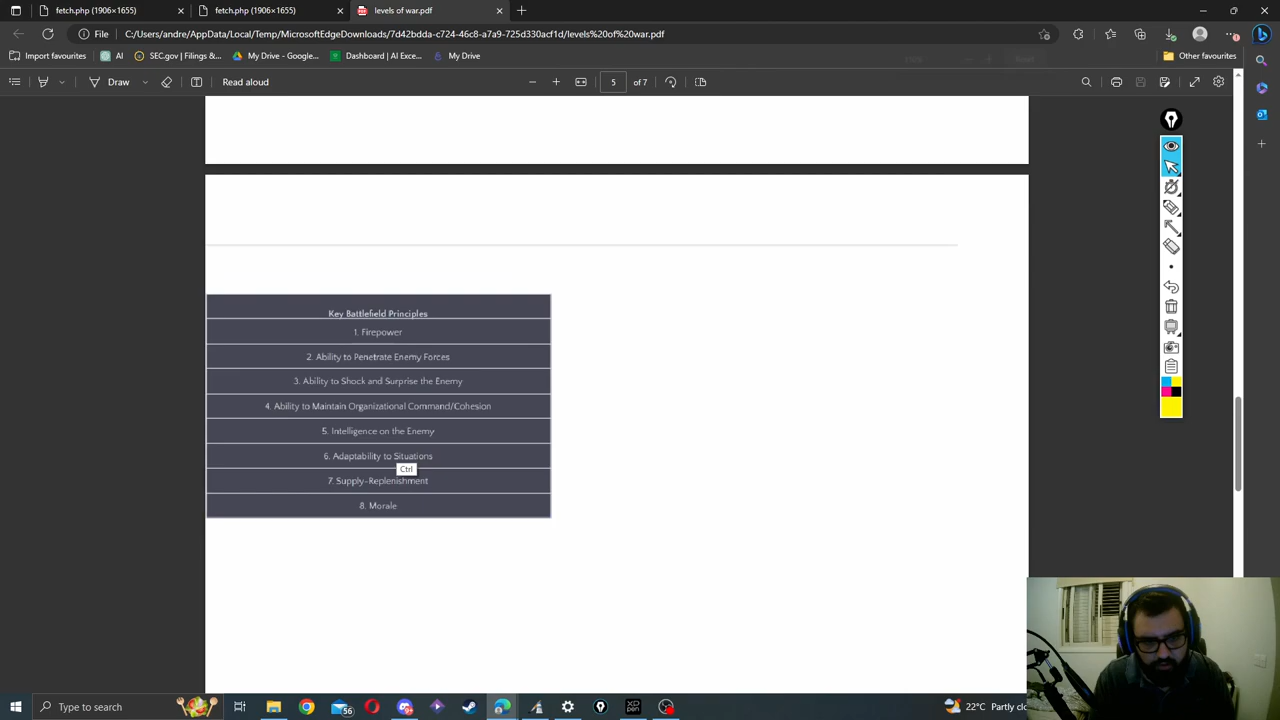 fetch.php (1906×1655)
fetch.php (1906×1655)
levels of war.pdf
File
C:/Users/andre/AppData/Local/Temp/MicrosoftEdgeDownloads/7d42bdda-c724-46c8-a7a9-725d330acf1d/levels%20of%20war.pdf
Import favourites
AI
SEC.gov | Filings &...
My Drive - Google...
Dashboard | AI Exce...
My Drive
Other favourites
Draw
Read aloud
5
of 7
Key Battlefield Principles
1. Firepower
2. Ability to Penetrate Enemy Forces
3. Ability to Shock and Surprise the Enemy
4. Ability to Maintain Organizational Command/Cohesion
5. Intelligence on the Enemy
6. Adaptability to Situations
Ctrl
7. Supply-Replenishment
8. Morale
Type to search
56
XD
PEN
22°C
Partly clo